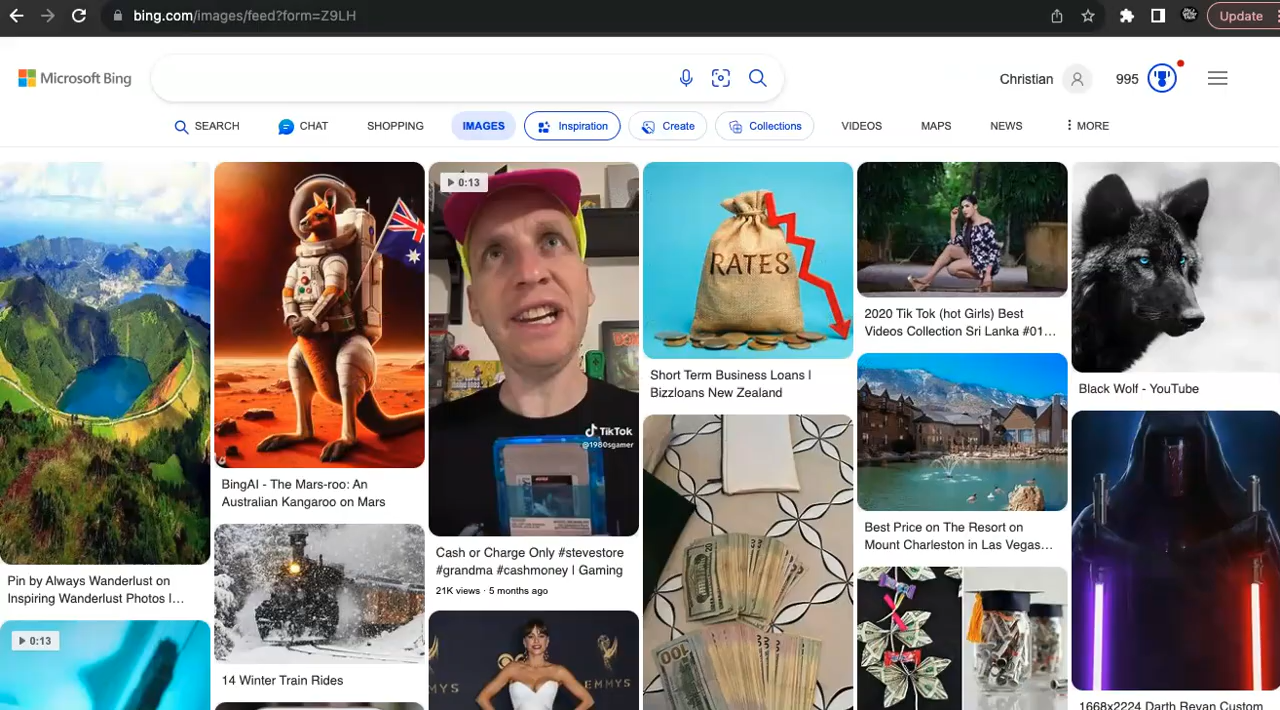 bing.com/images/feed?form=Z9LH
Update
Microsoft Bing
Christian
995
SEARCH
CHAT
SHOPPING
IMAGES
Inspiration
Create
Collections
VIDEOS
MAPS
NEWS
MORE
Pin by Always Wanderlust on
Inspiring Wanderlust Photos |...
0:13
BingAI - The Mars-roo: An
Australian Kangaroo on Mars
14 Winter Train Rides
0:13
TikTok
@1980sgamer
Cash or Charge Only #stevestore
#grandma #cashmoney | Gaming
21K views · 5 months ago
EMMYS
RATES
Short Term Business Loans |
Bizzloans New Zealand
2020 Tik Tok (hot Girls) Best
Videos Collection Sri Lanka #01...
Best Price on The Resort on
Mount Charleston in Las Vegas...
Black Wolf - YouTube
1668x2224 Darth Revan Custom